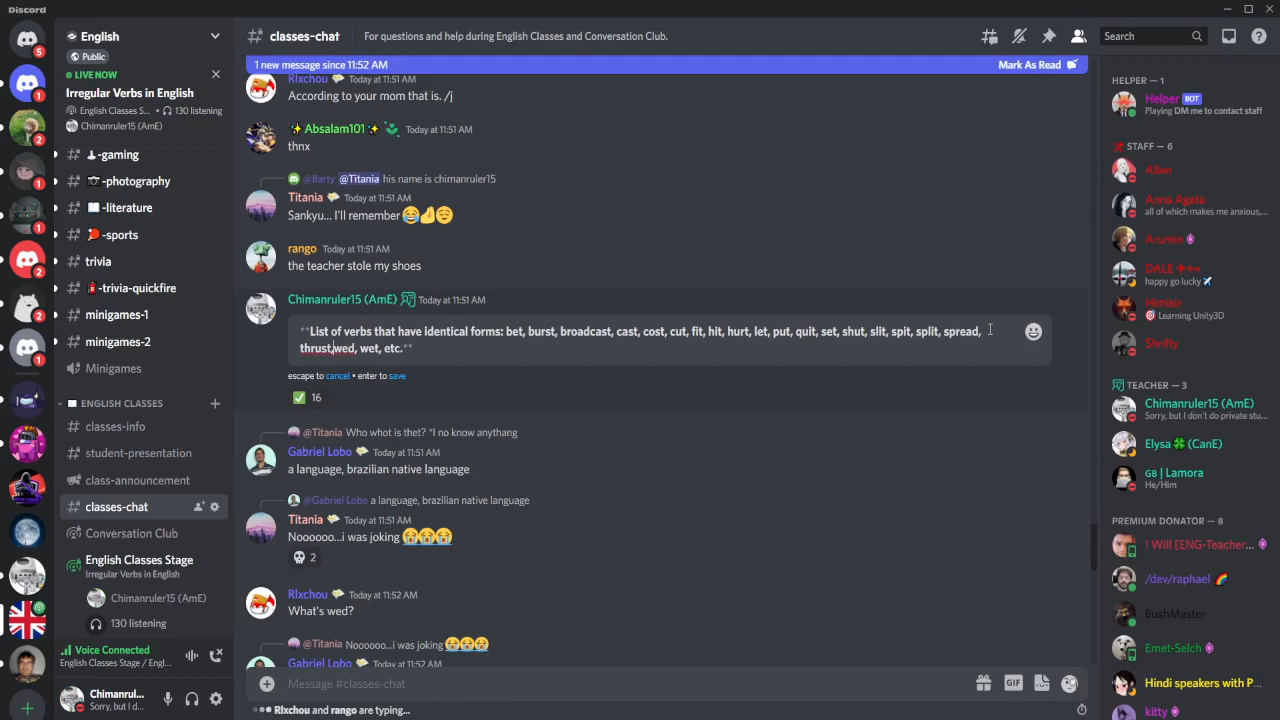 Discord
English
Public
LIVE NOW
Irregular Verbs in English
English Classes S... • 130 listening
Chimanruler15 (AmE)
-gaming
-photography
-literature
-sports
trivia
-trivia-quickfire
minigames-1
minigames-2
Minigames
ENGLISH CLASSES
classes-info
student-presentation
class-announcement
classes-chat
Conversation Club
English Classes Stage
Irregular Verbs in English
Chimanruler15 (AmE)
130 listening
Voice Connected
English Classes Stage / Engl...
Chimanrul...
Sorry, but I d...
classes-chat For questions and help during English Classes and Conversation Club.
Search
1 new message since 11:52 AM Mark As Read
RIxchou Today at 11:51 AM
According to your mom that is. /j
Absalam101 Today at 11:51 AM
thnx
@Barty @Titania his name is chimanruler15
Titania Today at 11:51 AM
Sankyu... I'll remember
rango Today at 11:51 AM
the teacher stole my shoes
Chimanruler15 (AmE) Today at 11:51 AM
**List of verbs that have identical forms: bet, burst, broadcast, cast, cost, cut, fit, hit, hurt, let, put, quit, set, shut, slit, spit, split, spread,
thrust,wed, wet, etc.**
escape to cancel • enter to save
16
@Titania Who whot is thet? *I no know anythang
Gabriel Lobo Today at 11:51 AM
a language, brazilian native language
@Gabriel Lobo a language, brazilian native language
Titania Today at 11:51 AM
Noooooo...i was joking
2
RIxchou Today at 11:52 AM
What's wed?
@Titania Noooooo...i was joking
Gabriel Lobo Today at 11:52 AM
Message #classes-chat
GIF
RIxchou and rango are typing...
HELPER — 1
Helper BOT
Playing DM me to contact staff
STAFF — 6
Allen
Anna Agata
all of which makes me anxious,...
Arumin
DALE
happy go lucky
Himisir
Learning Unity3D
Shrifty
TEACHER — 3
Chimanruler15 (AmE)
Sorry, but I don't do private stu...
Elysa (CanE)
GB | Lamora
He/Him
PREMIUM DONATOR — 8
! Will [ENG-Teacher...
/dev/raphael
BushMaster
Emet-Selch
Hindi speakers with P...
kitty